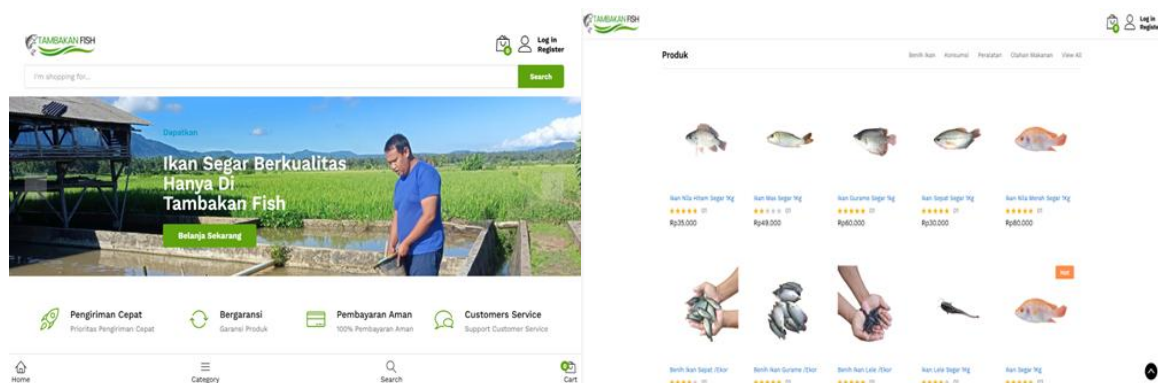 TAMBAKAN FISH
0
Log in
Register
I'm shopping for...
Search
Dapatkan
Ikan Segar Berkualitas
Hanya Di
Tambakan Fish
Belanja Sekarang
Pengiriman Cepat
Prioritas Pengiriman Cepat
Bergaransi
Garansi Produk
Pembayaran Aman
100% Pembayaran Aman
Customers Service
Support Customer Service
Home
Category
Search
0
Cart
TAMBAKAN FISH
0
Log in
Register
Produk
Benih Ikan Konsumsi Peralatan Olahan Makanan View All
Ikan Nila Hitam Segar 1Kg
Rp35.000
Ikan Mas Segar 1Kg
Rp49.000
Ikan Gurame Segar 1Kg
Rp60.000
Ikan Sepat Segar 1Kg
Rp30.000
Ikan Nila Merah Segar 1Kg
Rp80.000
Hot
Benih Ikan Sepat /Ekor
Benih Ikan Gurame /Ekor
Benih Ikan Lele /Ekor
Ikan Lele Segar 1Kg
Ikan Segar 1Kg